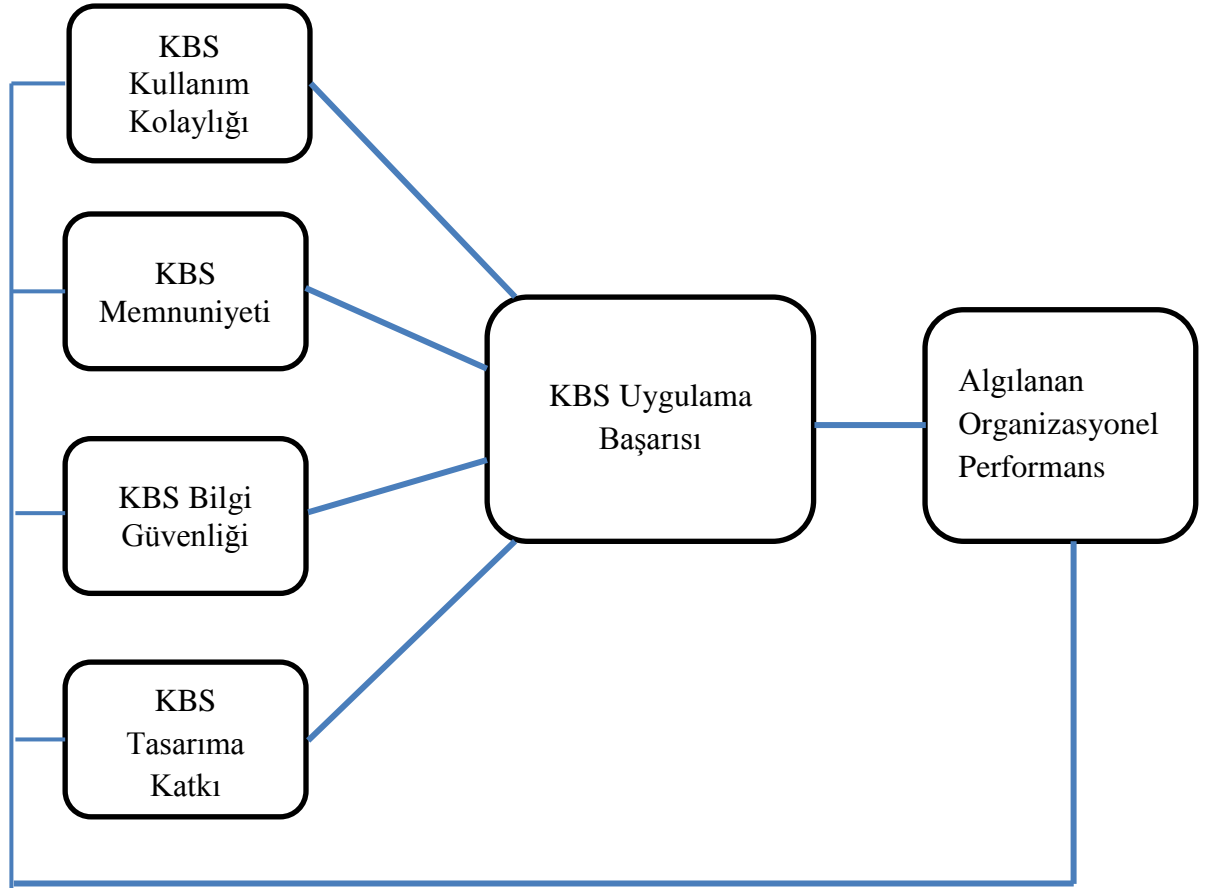 KBS
Kullanım
Kolaylığı
KBS
Memnuniyeti
KBS Bilgi
Güvenliği
KBS
Tasarıma
Katkı
KBS Uygulama
Başarısı
Algılanan
Organizasyonel
Performans